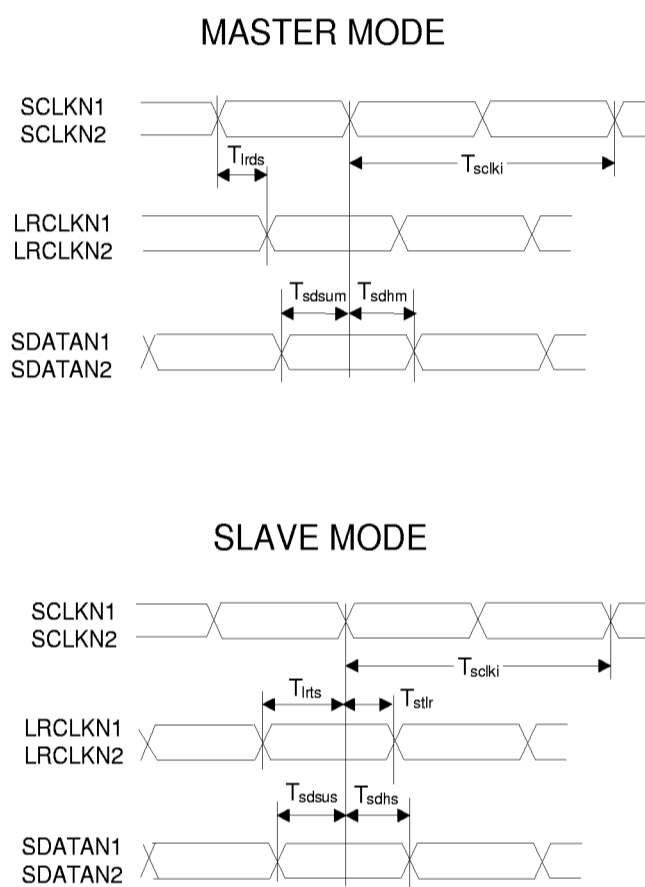 MASTER MODE
SCLKN1
SCLKN2
Tlrds
Tsclki
LRCLKN1
LRCLKN2
Tsdsum
Tsdhm
SDATAN1
SDATAN2
SLAVE MODE
SCLKN1
SCLKN2
Tsclki
Tlrts
Tstlr
LRCLKN1
LRCLKN2
Tsdsus
Tsdhs
SDATAN1
SDATAN2